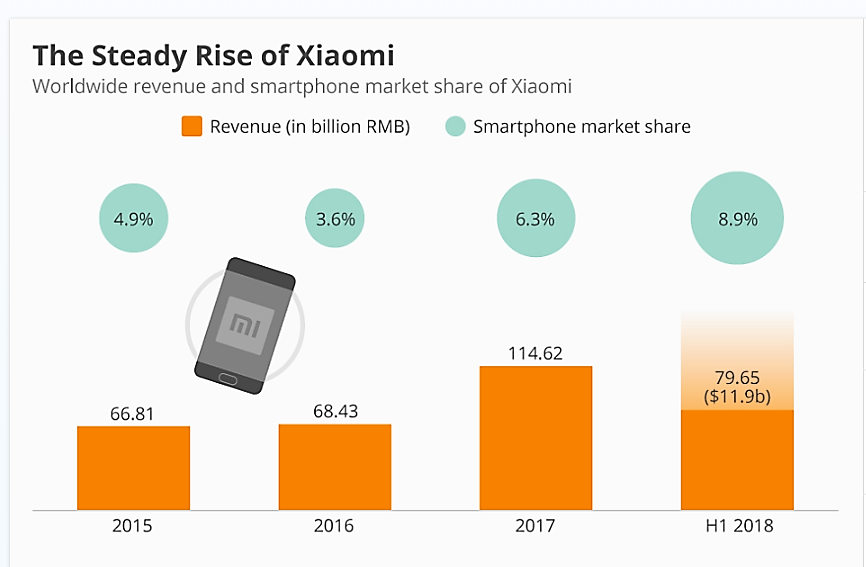 The Steady Rise of Xiaomi
Worldwide revenue and smartphone market share of Xiaomi
Revenue (in billion RMB) Smartphone market share
4.9% 3.6% 6.3% 8.9%
mi
114.62
79.65
($11.9b)
66.81 68.43
2015 2016 2017 H1 2018